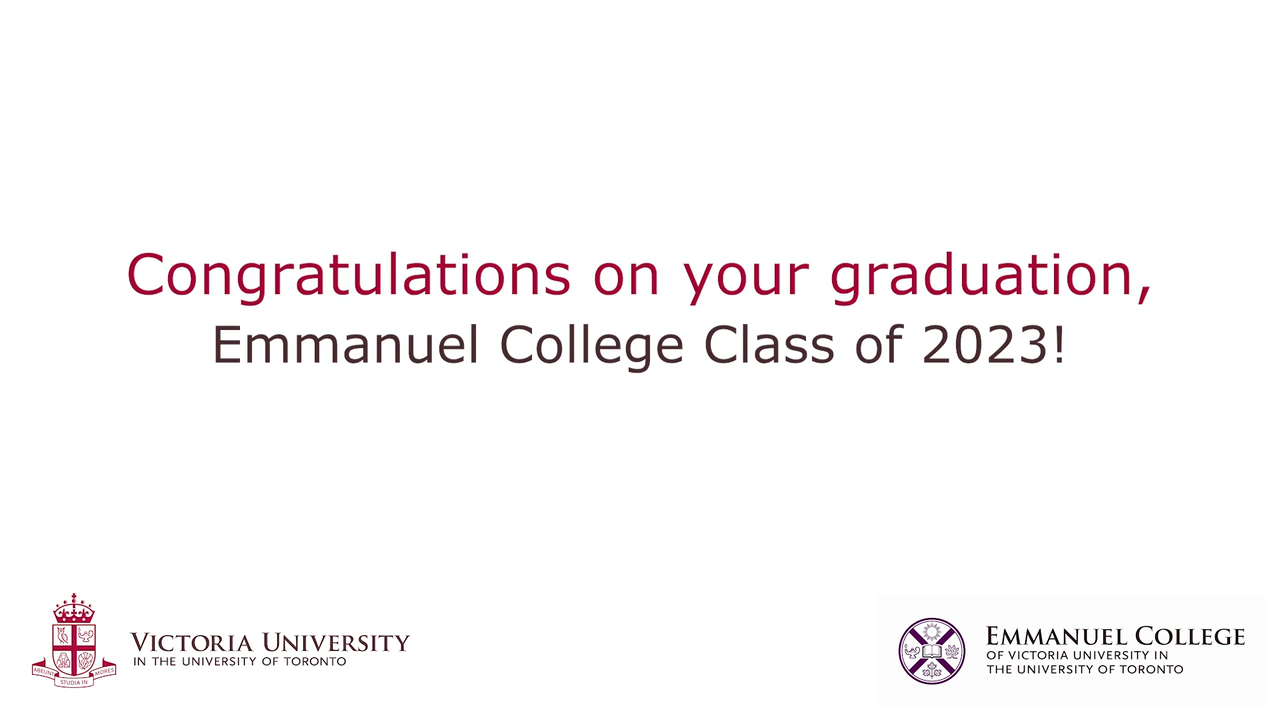 Congratulations on your graduation,
Emmanuel College Class of 2023!
ABEUNT STUDIA IN MORES
VICTORIA UNIVERSITY
IN THE UNIVERSITY OF TORONTO
EMMANUEL COLLEGE
OF VICTORIA UNIVERSITY IN
THE UNIVERSITY OF TORONTO